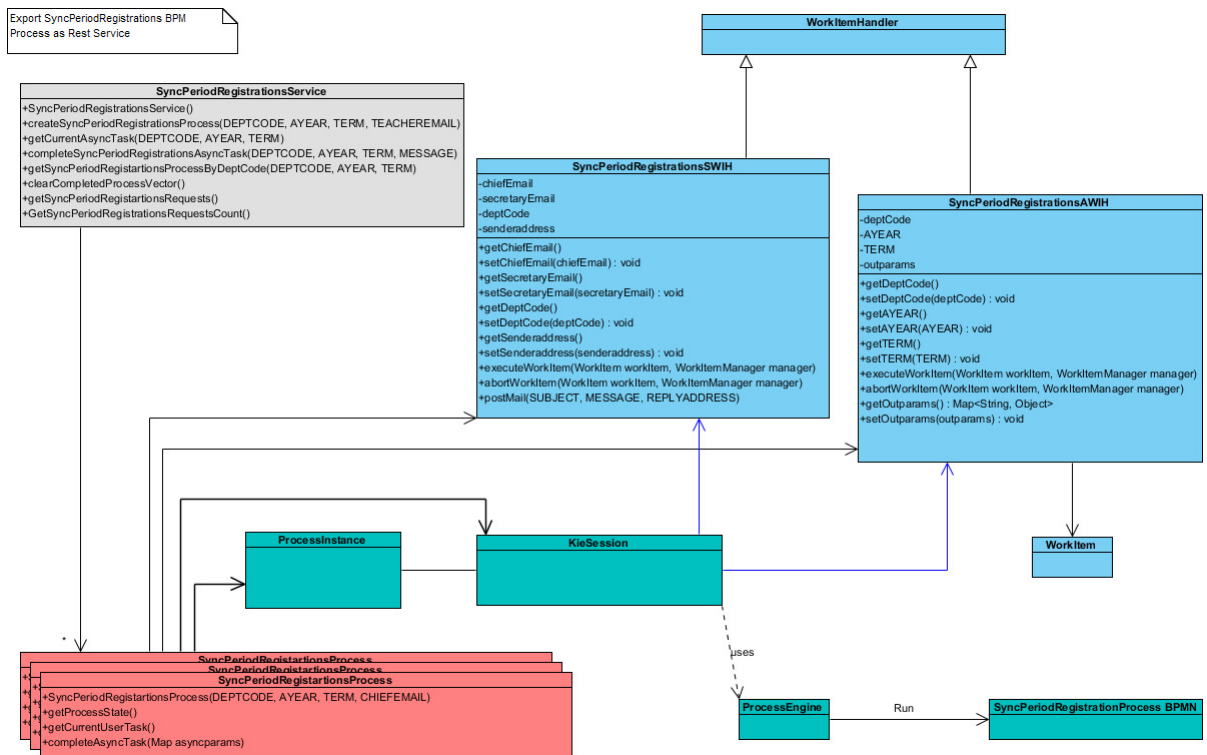 Export SyncPeriodRegistrations BPM
Process as Rest Service
WorkItemHandler
SyncPeriodRegistrationsService
+SyncPeriodRegistrationsService()
+createSyncPeriodRegistrationsProcess(DEPTCODE, AYEAR, TERM, TEACHEREMAIL)
+getCurrentAsyncTask(DEPTCODE, AYEAR, TERM)
+completeSyncPeriodRegistrationsAsyncTask(DEPTCODE, AYEAR, TERM, MESSAGE)
+getSyncPeriodRegistartionsProcessByDeptCode(DEPTCODE, AYEAR, TERM)
+clearCompletedProcessVector()
+getSyncPeriodRegistartionsRequests()
+GetSyncPeriodRegistrationsRequestsCount()
SyncPeriodRegistrationsSWIH
-chiefEmail
-secretaryEmail
-deptCode
-senderaddress
+getChiefEmail()
+setChiefEmail(chiefEmail) : void
+getSecretaryEmail()
+setSecretaryEmail(secretaryEmail) : void
+getDeptCode()
+setDeptCode(deptCode) : void
+getSenderaddress()
+setSenderaddress(senderaddress) : void
+executeWorkItem(WorkItem workItem, WorkItemManager manager)
+abortWorkItem(WorkItem workItem, WorkItemManager manager)
+postMail(SUBJECT, MESSAGE, REPLYADDRESS)
SyncPeriodRegistrationsAWIH
-deptCode
-AYEAR
-TERM
-outparams
+getDeptCode()
+setDeptCode(deptCode) : void
+getAYEAR()
+setAYEAR(AYEAR) : void
+getTERM()
+setTERM(TERM) : void
+executeWorkItem(WorkItem workItem, WorkItemManager manager)
+abortWorkItem(WorkItem workItem, WorkItemManager manager)
+getOutparams() : Map<String, Object>
+setOutparams(outparams) : void
ProcessInstance
KieSession
WorkItem
*
uses
SyncPeriodRegistartionsProcess
SyncPeriodRegistartionsProcess
SyncPeriodRegistartionsProcess
+SyncPeriodRegistartionsProcess(DEPTCODE, AYEAR, TERM, CHIEFEMAIL)
+getProcessState()
+getCurrentUserTask()
+completeAsyncTask(Map asyncparams)
ProcessEngine
Run
SyncPeriodRegistrationProcess BPMN